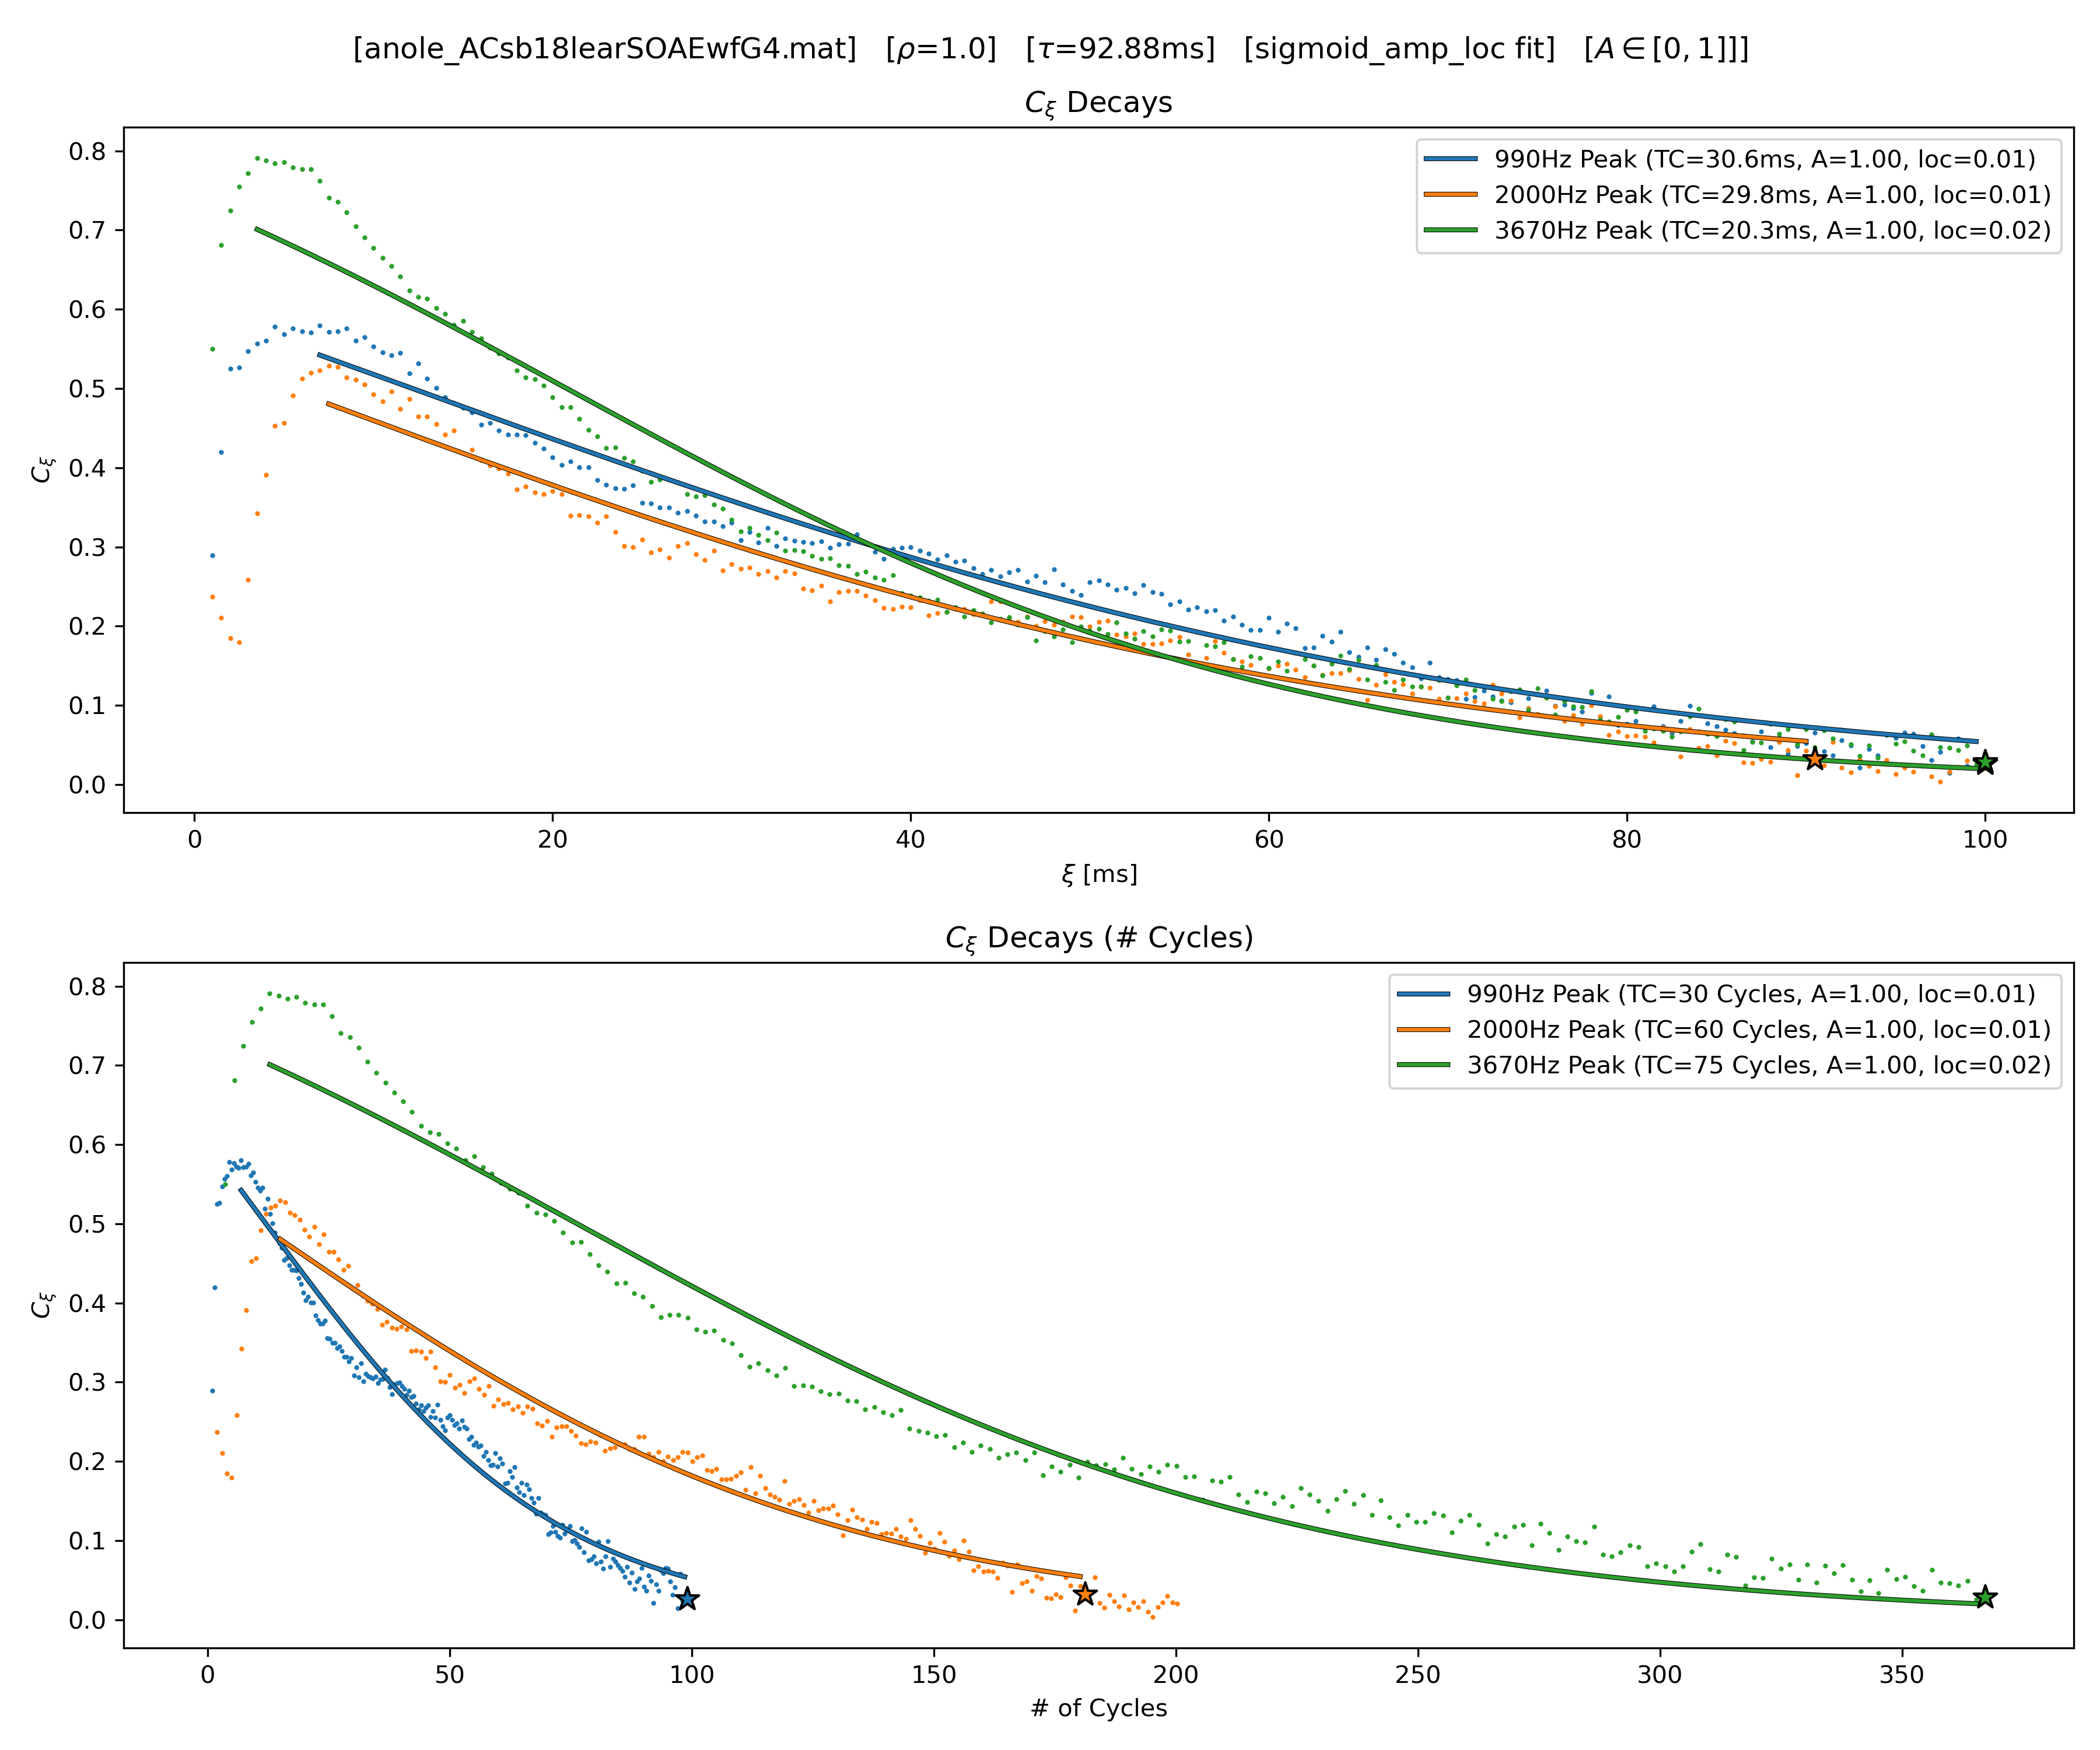 [anole_ACsb18learSOAEwfG4.mat] [ρ=1.0] [τ=92.88ms] [sigmoid_amp_loc fit] [A ∈ [0, 1]]]
C_ξ Decays
0.8
0.7
0.6
0.5
0.4
0.3
0.2
0.1
0.0
C_ξ
990Hz Peak (TC=30.6ms, A=1.00, loc=0.01)
2000Hz Peak (TC=29.8ms, A=1.00, loc=0.01)
3670Hz Peak (TC=20.3ms, A=1.00, loc=0.02)
0 20 40 60 80 100
ξ [ms]
C_ξ Decays (# Cycles)
0.8
0.7
0.6
0.5
0.4
0.3
0.2
0.1
0.0
C_ξ
990Hz Peak (TC=30 Cycles, A=1.00, loc=0.01)
2000Hz Peak (TC=60 Cycles, A=1.00, loc=0.01)
3670Hz Peak (TC=75 Cycles, A=1.00, loc=0.02)
0 50 100 150 200 250 300 350
# of Cycles